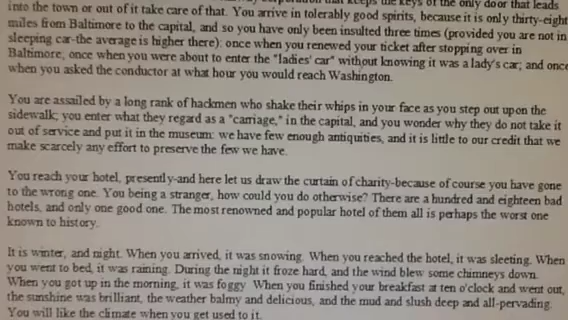 corporation that keeps the keys of the only door that leads
into the town or out of it take care of that. You arrive in tolerably good spirits, because it is only thirty-eight
miles from Baltimore to the capital, and so you have only been insulted three times (provided you are not in
sleeping car-the average is higher there): once when you renewed your ticket after stopping over in
Baltimore, once when you were about to enter the "ladies' car" without knowing it was a lady's car; and once
when you asked the conductor at what hour you would reach Washington.
You are assailed by a long rank of hackmen who shake their whips in your face as you step out upon the
sidewalk; you enter what they regard as a "carriage," in the capital, and you wonder why they do not take it
out of service and put it in the museum: we have few enough antiquities, and it is little to our credit that we
make scarcely any effort to preserve the few we have.
You reach your hotel, presently-and here let us draw the curtain of charity-because of course you have gone
to the wrong one. You being a stranger, how could you do otherwise? There are a hundred and eighteen bad
hotels, and only one good one. The most renowned and popular hotel of them all is perhaps the worst one
known to history.
It is winter, and night. When you arrived, it was snowing. When you reached the hotel, it was sleeting. When
you went to bed, it was raining. During the night it froze hard, and the wind blew some chimneys down.
When you got up in the morning, it was foggy. When you finished your breakfast at ten o'clock and went out,
the sunshine was brilliant, the weather balmy and delicious, and the mud and slush deep and all-pervading.
You will like the climate when you get used to it.